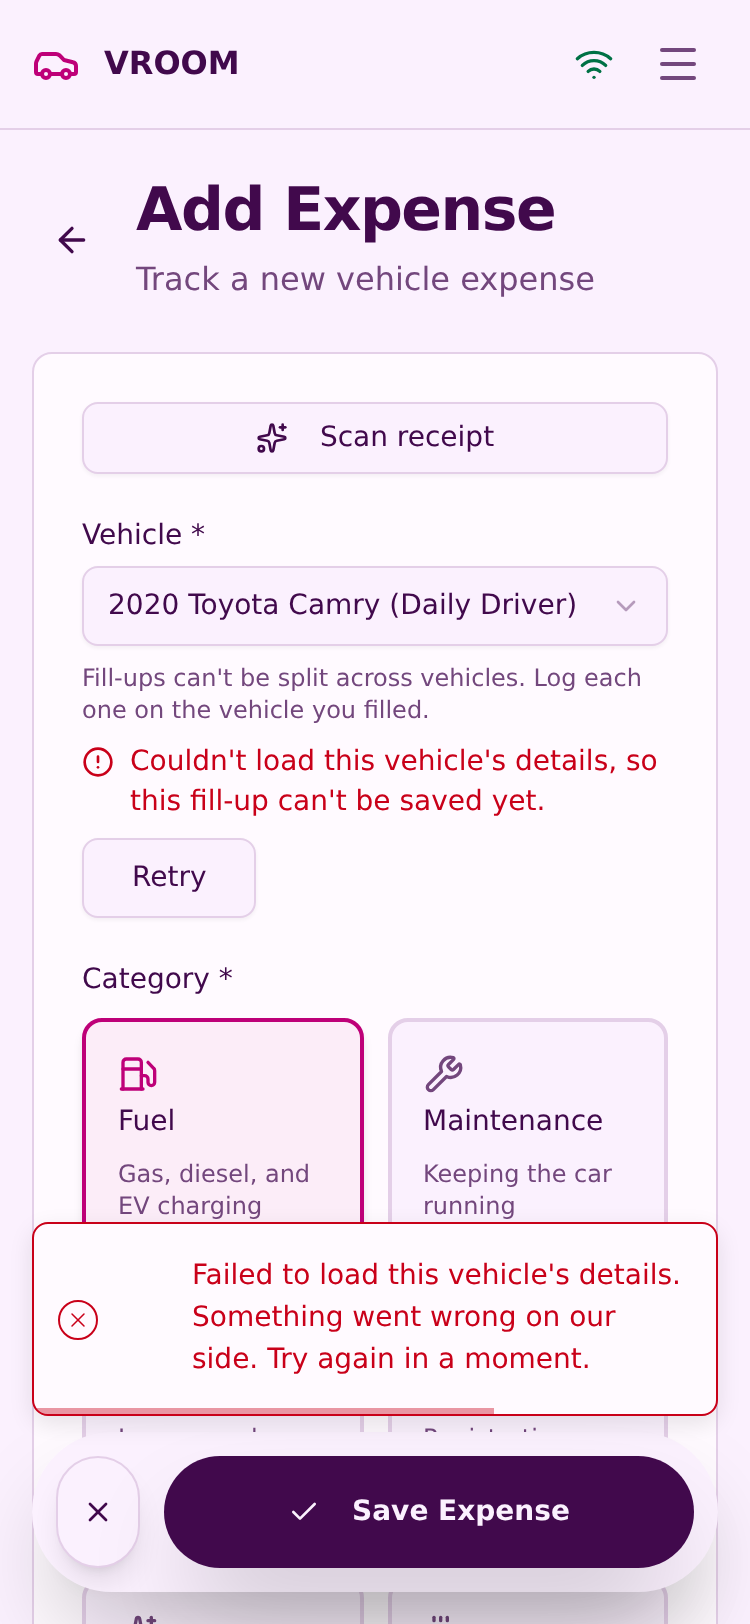 VROOM
Add Expense
Track a new vehicle expense
Scan receipt
Vehicle *
2020 Toyota Camry (Daily Driver)
Fill-ups can't be split across vehicles. Log each
one on the vehicle you filled.
Couldn't load this vehicle's details, so
this fill-up can't be saved yet.
Retry
Category *
Fuel
Gas, diesel, and
EV charging
Maintenance
Keeping the car
running
Failed to load this vehicle's details.
Something went wrong on our
side. Try again in a moment.
Save Expense